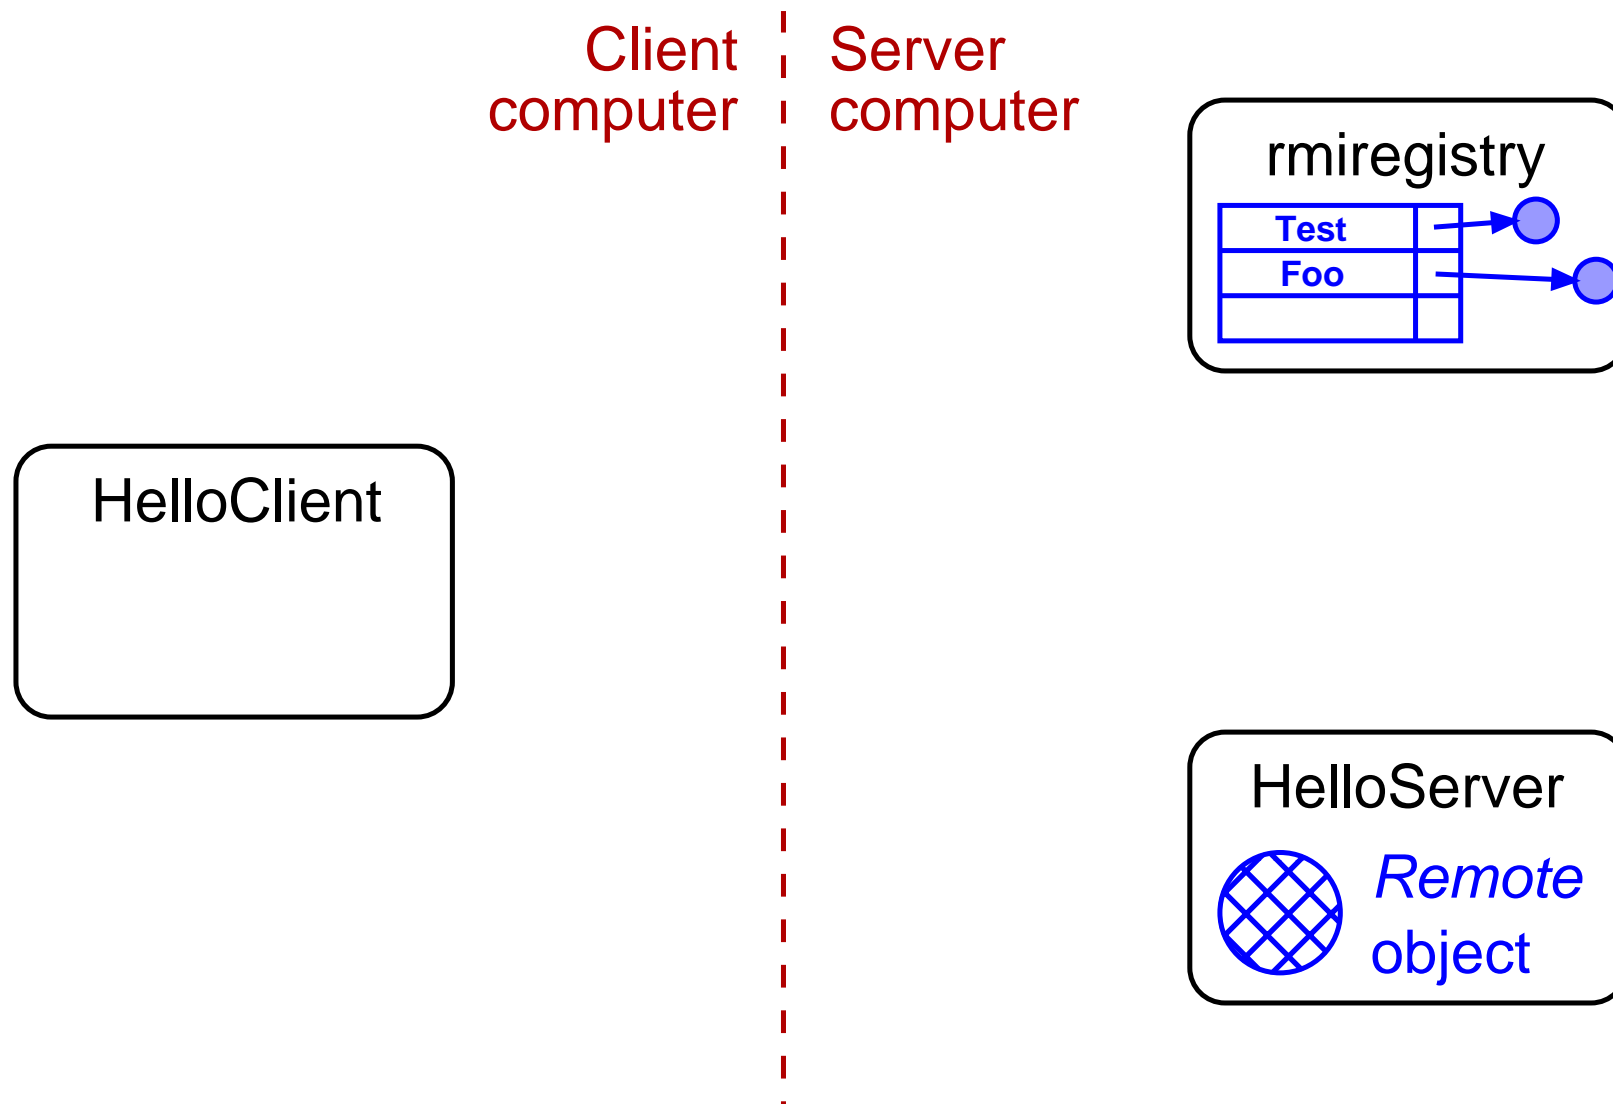 Client
computer
Server
computer
rmiregistry
Test
Foo
HelloClient
HelloServer
Remote
object